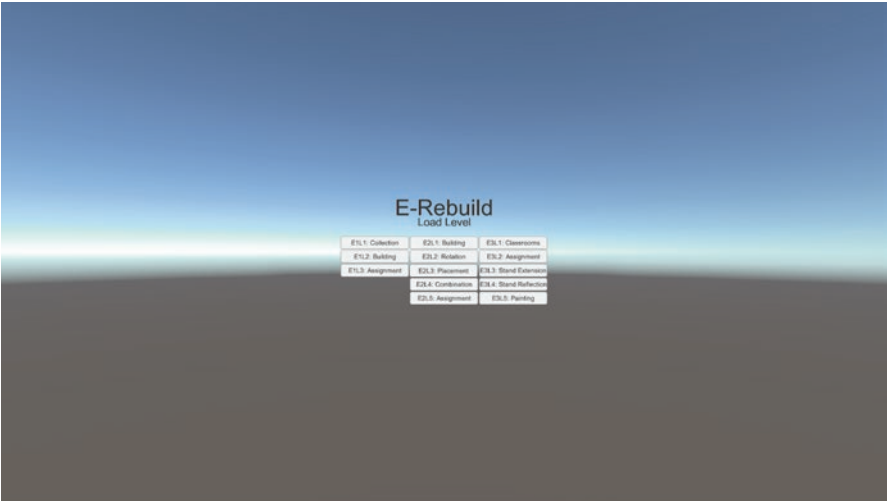 E-Rebuild
Load Level
E1L1: Collection E2L1: Building E3L1: Classrooms
E1L2: Building E2L2: Rotation E3L2: Assignment
E1L3: Assignment E2L3: Placement E3L3: Stand Extension
E2L4: Combination E3L4: Stand Reflection
E2L5: Assignment E3L5: Painting